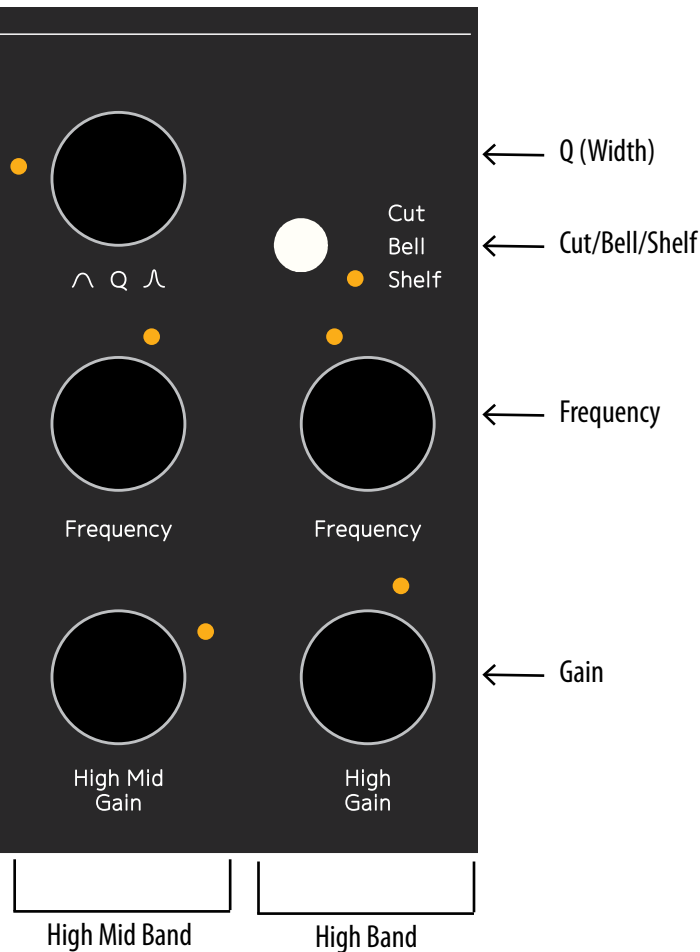 Q (Width)
Cut
Bell
Shelf
Cut/Bell/Shelf
Q
Frequency
Frequency
Frequency
High Mid
Gain
High
Gain
Gain
High Mid Band
High Band